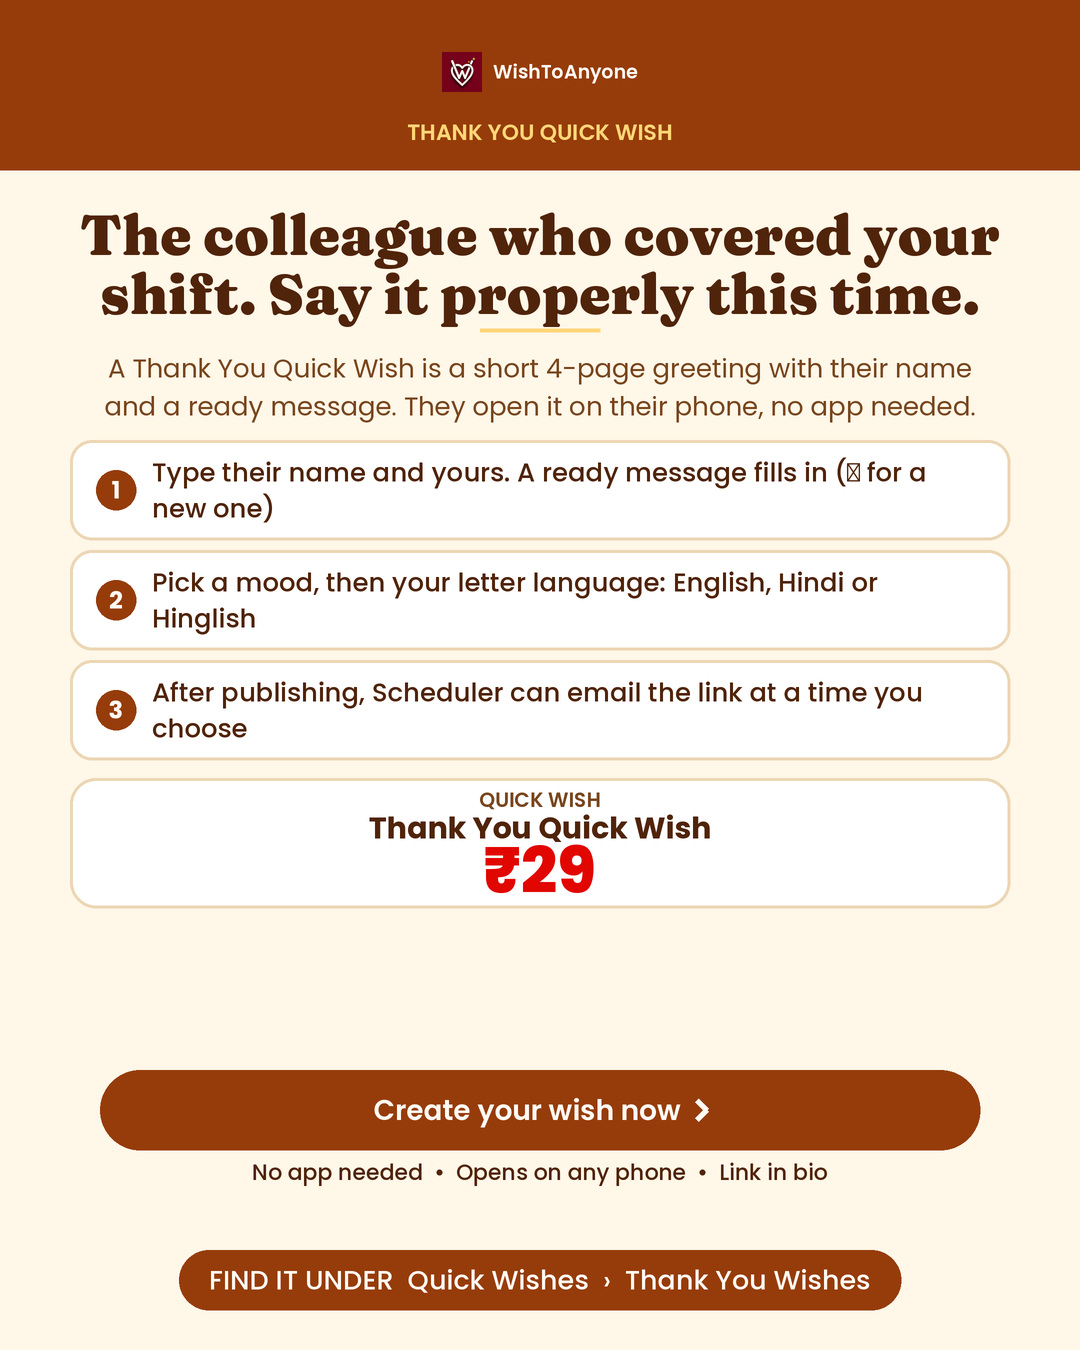 WishToAnyone
THANK YOU QUICK WISH
The colleague who covered your
shift. Say it properly this time.
A Thank You Quick Wish is a short 4-page greeting with their name
and a ready message. They open it on their phone, no app needed.
1 Type their name and yours. A ready message fills in ( for a
new one)
2 Pick a mood, then your letter language: English, Hindi or
Hinglish
3 After publishing, Scheduler can email the link at a time you
choose
QUICK WISH
Thank You Quick Wish
₹29
Create your wish now ›
No app needed • Opens on any phone • Link in bio
FIND IT UNDER Quick Wishes › Thank You Wishes